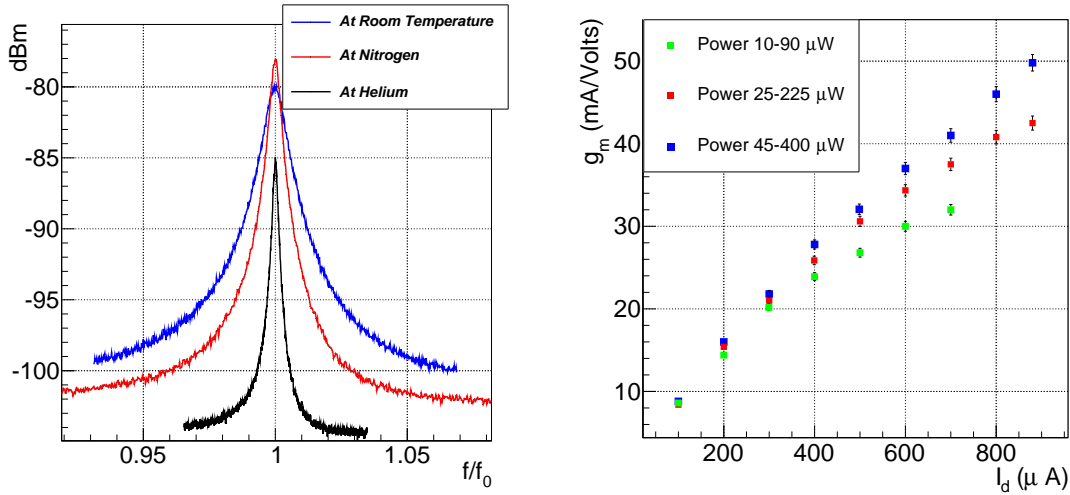 dBm
At Room Temperature
At Nitrogen
At Helium
-80
-85
-90
-95
-100
0.95
1
1.05
f/f0
g_m (mA/Volts)
Power 10-90 μW
Power 25-225 μW
Power 45-400 μW
50
40
30
20
10
200
400
600
800
I_d (μ A)